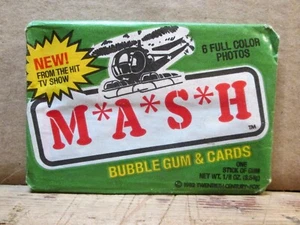 NEW!
FROM THE HIT
TV SHOW
6 FULL COLOR
PHOTOS
M*A*S*H
TM
BUBBLE GUM & CARDS
ONE
STICK OF GUM
NET WT. 1/8 OZ.